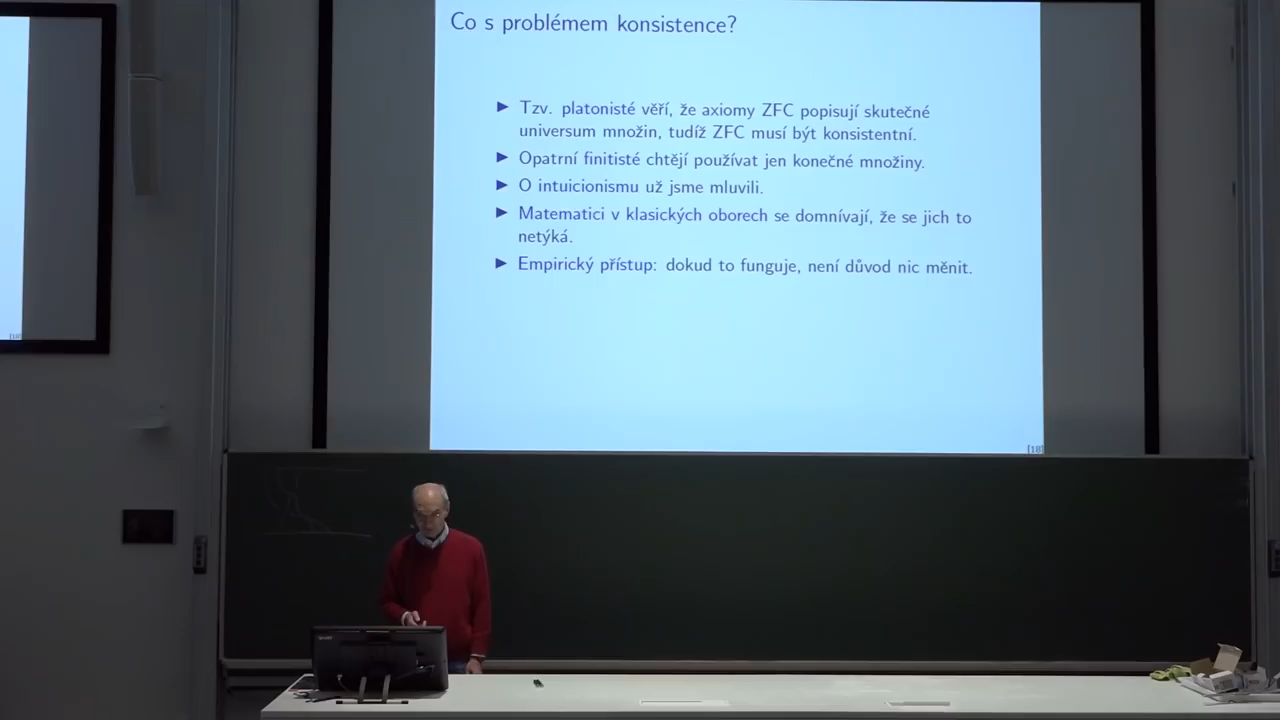 Co s problémem konsistence?
▶ Tzv. platonisté věří, že axiomy ZFC popisují skutečné
universum množin, tudíž ZFC musí být konsistentní.
▶ Opatrní finitisté chtějí používat jen konečné množiny.
▶ O intuicionismu už jsme mluvili.
▶ Matematici v klasických oborech se domnívají, že se jich to
netýká.
▶ Empirický přístup: dokud to funguje, není důvod nic měnit.
[18]
[18]